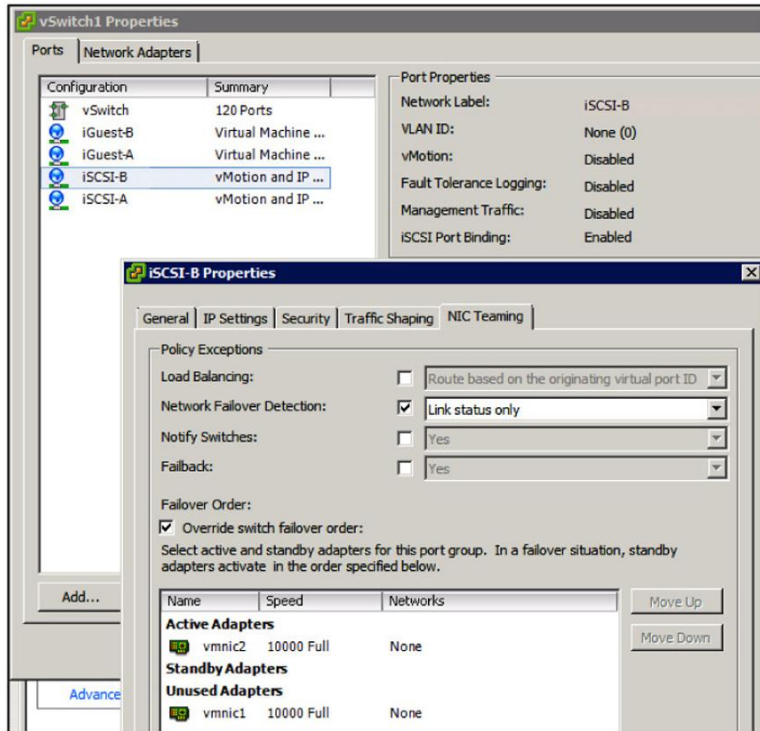 vSwitch1 Properties
Ports Network Adapters
Configuration Summary
vSwitch 120 Ports
iGuest-B Virtual Machine ...
iGuest-A Virtual Machine ...
iSCSI-B vMotion and IP ...
iSCSI-A vMotion and IP ...
Port Properties
Network Label: iSCSI-B
VLAN ID: None (0)
vMotion: Disabled
Fault Tolerance Logging: Disabled
Management Traffic: Disabled
iSCSI Port Binding: Enabled
iSCSI-B Properties
General IP Settings Security Traffic Shaping NIC Teaming
Policy Exceptions
Load Balancing: Route based on the originating virtual port ID
Network Failover Detection: Link status only
Notify Switches: Yes
Failback: Yes
Failover Order:
Override switch failover order:
Select active and standby adapters for this port group. In a failover situation, standby
adapters activate in the order specified below.
Name Speed Networks
Active Adapters
vmnic2 10000 Full None
Standby Adapters
Unused Adapters
vmnic1 10000 Full None
Move Up
Move Down
Add...
Advance